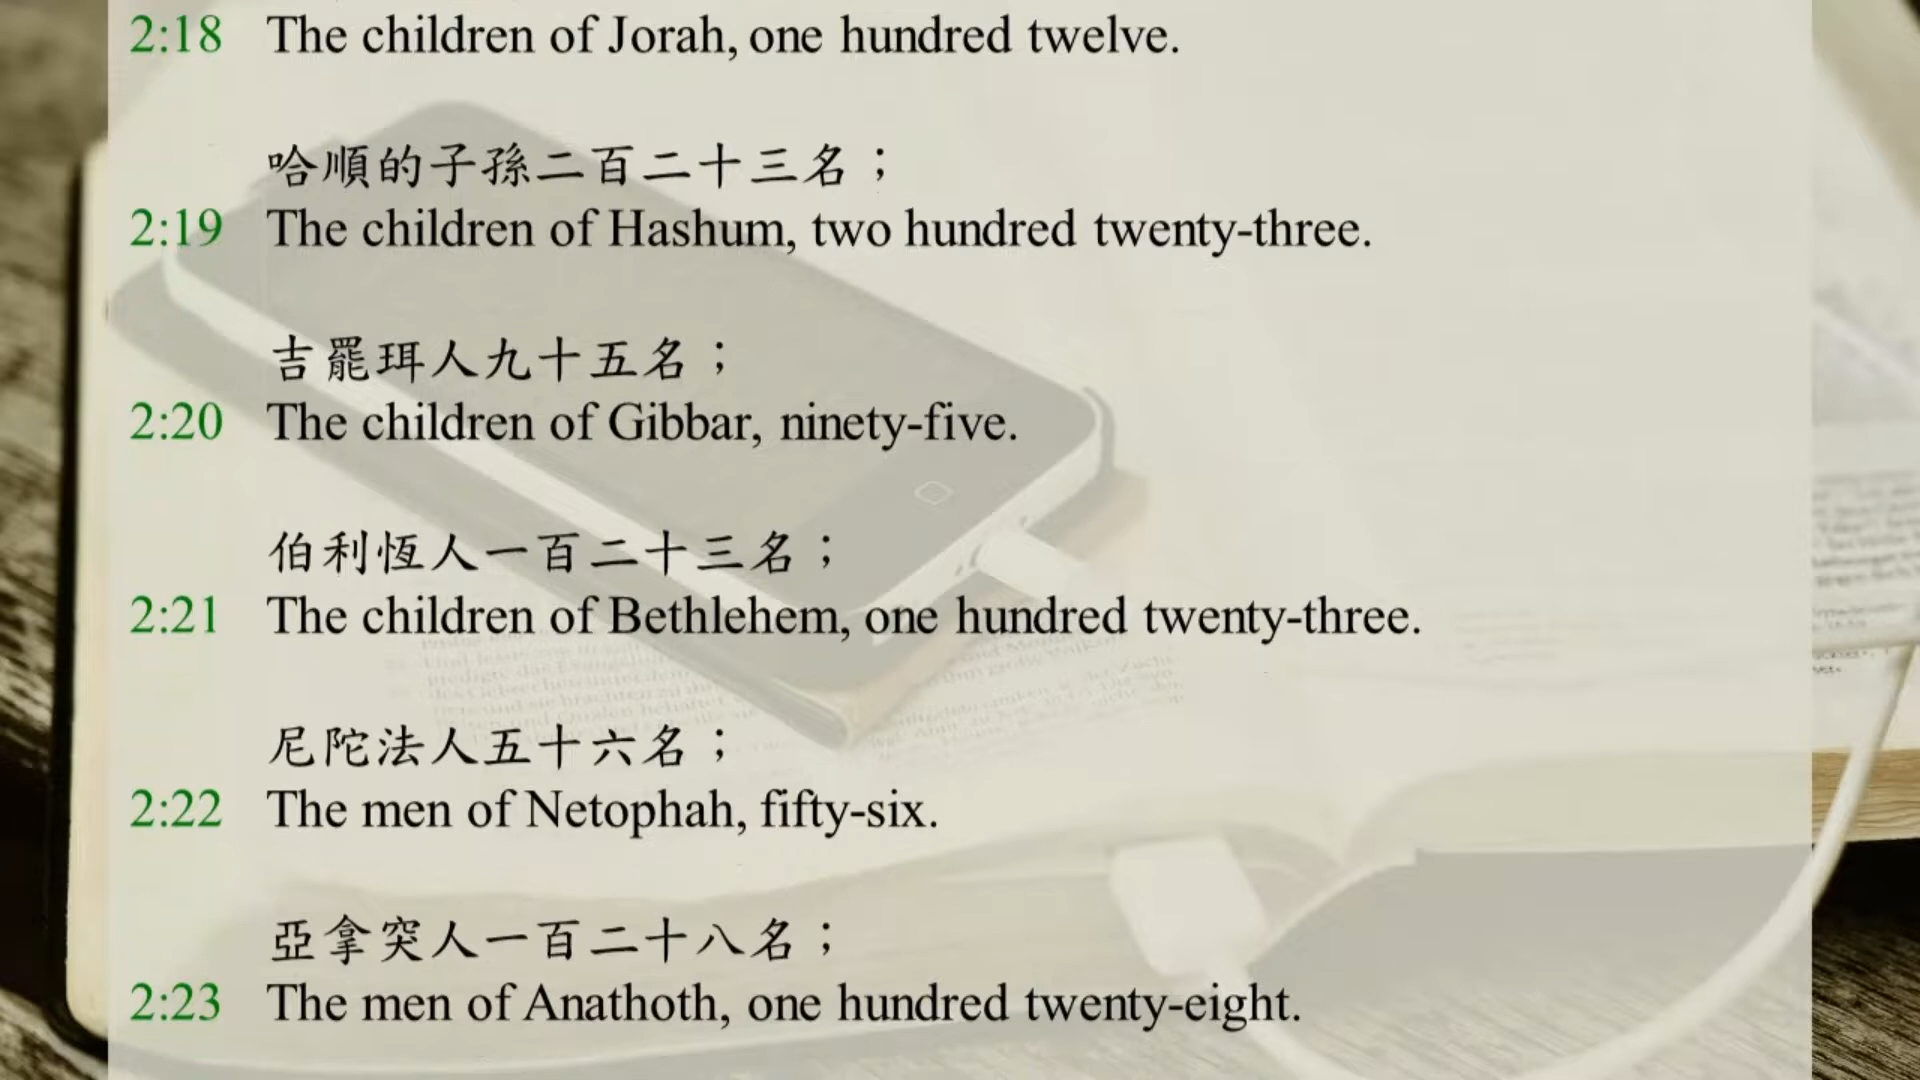 2:18 The children of Jorah, one hundred twelve.
哈順的子孫二百二十三名；
2:19 The children of Hashum, two hundred twenty-three.
吉罷珥人九十五名；
2:20 The children of Gibbar, ninety-five.
伯利恆人一百二十三名；
2:21 The children of Bethlehem, one hundred twenty-three.
尼陀法人五十六名；
2:22 The men of Netophah, fifty-six.
亞拿突人一百二十八名；
2:23 The men of Anathoth, one hundred twenty-eight.